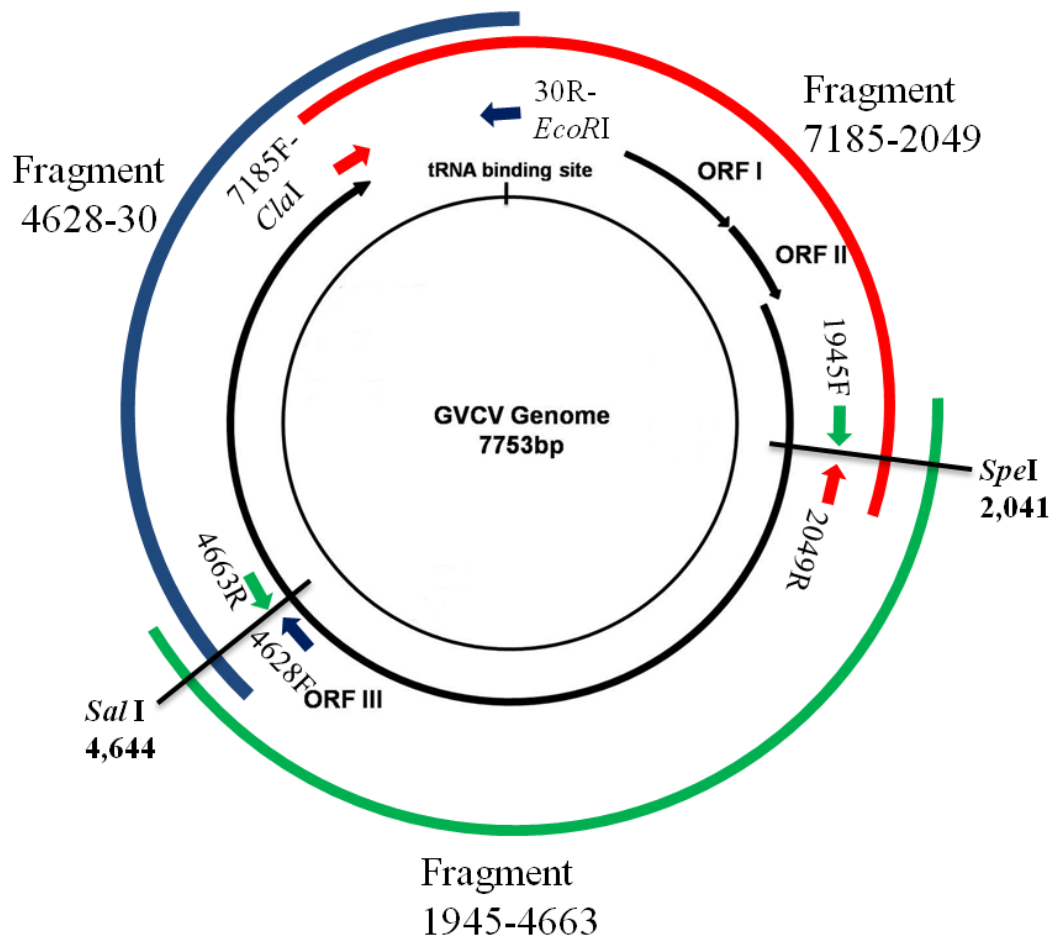 Fragment
7185-2049
30R-
EcoRI
7185F-
ClaI
Fragment
4628-30
tRNA binding site
ORF I
ORF II
1945F
GVCV Genome
7753bp
SpeI
2,041
2049R
4663R
4628F
ORF III
Sal I
4,644
Fragment
1945-4663